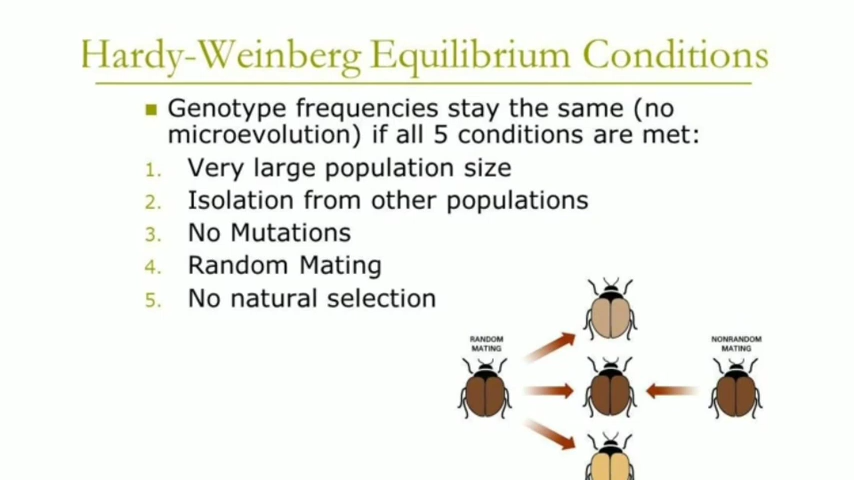 Hardy-Weinberg Equilibrium Conditions
Genotype frequencies stay the same (no
microevolution) if all 5 conditions are met:
1. Very large population size
2. Isolation from other populations
3. No Mutations
4. Random Mating
5. No natural selection
RANDOM
MATING
NONRANDOM
MATING